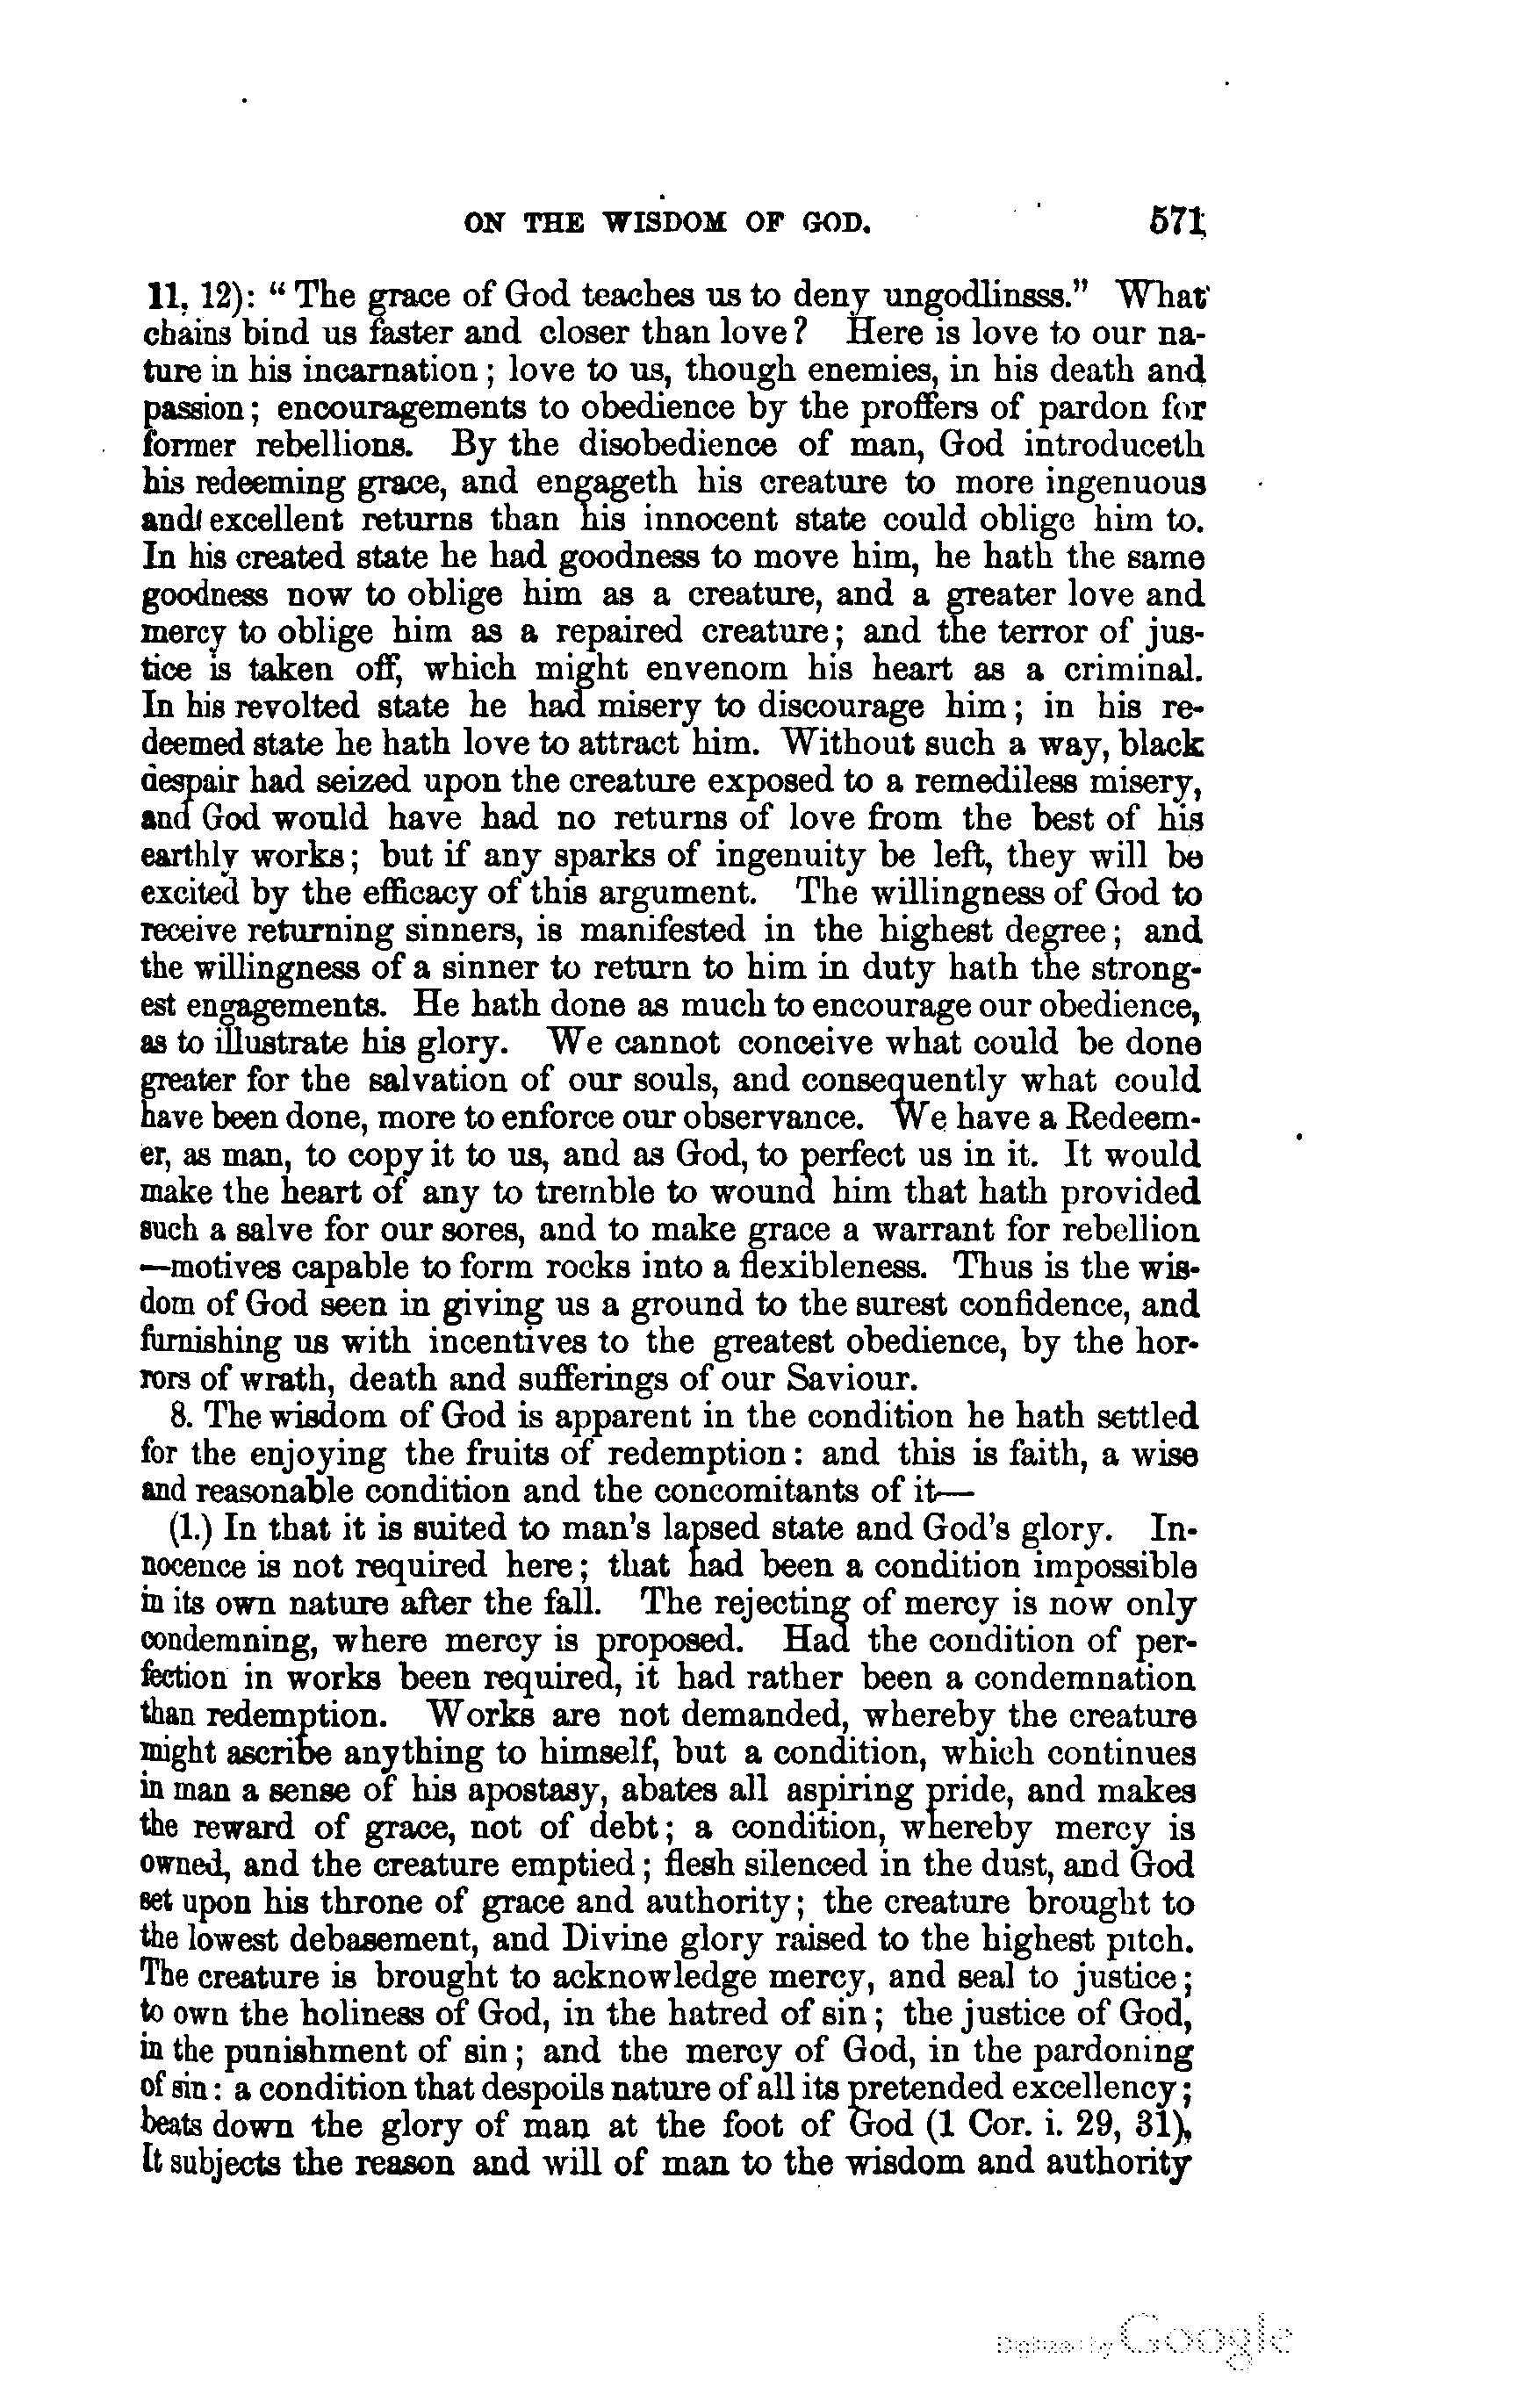 ON THE WISDOM OF GOD. 571
11, 12): “ The grace of God teaches us to deny ungodlinsss.” What
chains bind us faster and closer than love? Here is love to our na-
ture in his incarnation; love to us, though enemies, in his death and
passion; encouragements to obedience by the proffers of pardon for
former rebellions. By the disobedience of man, God introduceth
his redeeming grace, and engageth his creature to more ingenuous
and excellent returns than his innocent state could oblige him to.
In his created state he had goodness to move him, he hath the same
goodness now to oblige him as a creature, and a greater love and
mercy to oblige him as a repaired creature; and the terror of jus-
tice is taken off, which might envenom his heart as a criminal.
In his revolted state he had misery to discourage him; in his re-
deemed state he hath love to attract him. Without such a way, black
despair had seized upon the creature exposed to a remediless misery,
and God would have had no returns of love from the best of his
earthly works; but if any sparks of ingenuity be left, they will be
excited by the efficacy of this argument. The willingness of God to
receive returning sinners, is manifested in the highest degree; and
the willingness of a sinner to return to him in duty hath the strong-
est engagements. He hath done as much to encourage our obedience,
as to illustrate his glory. We cannot conceive what could be done
greater for the salvation of our souls, and consequently what could
have been done, more to enforce our observance. We have a Redeem-
er, as man, to copy it to us, and as God, to perfect us in it. It would
make the heart of any to tremble to wound him that hath provided
such a salve for our sores, and to make grace a warrant for rebellion
—motives capable to form rocks into a flexibleness. Thus is the wis-
dom of God seen in giving us a ground to the surest confidence, and
furnishing us with incentives to the greatest obedience, by the hor-
rors of wrath, death and sufferings of our Saviour.
8. The wisdom of God is apparent in the condition he hath settled
for the enjoying the fruits of redemption: and this is faith, a wise
and reasonable condition and the concomitants of it—
(1.) In that it is suited to man's lapsed state and God's glory. In-
nocence is not required here; that had been a condition impossible
in its own nature after the fall. The rejecting of mercy is now only
condemning, where mercy is proposed. Had the condition of per-
fection in works been required, it had rather been a condemnation
than redemption. Works are not demanded, whereby the creature
might ascribe anything to himself, but a condition, which continues
in man a sense of his apostasy, abates all aspiring pride, and makes
the reward of grace, not of debt; a condition, whereby mercy is
owned, and the creature emptied; flesh silenced in the dust, and God
set upon his throne of grace and authority; the creature brought to
the lowest debasement, and Divine glory raised to the highest pitch.
The creature is brought to acknowledge mercy, and seal to justice;
to own the holiness of God, in the hatred of sin; the justice of God,
in the punishment of sin; and the mercy of God, in the pardoning
of sin: a condition that despoils nature of all its pretended excellency;
beats down the glory of man at the foot of God (1 Cor. i. 29, 31),
It subjects the reason and will of man to the wisdom and authority
Digitized by Google